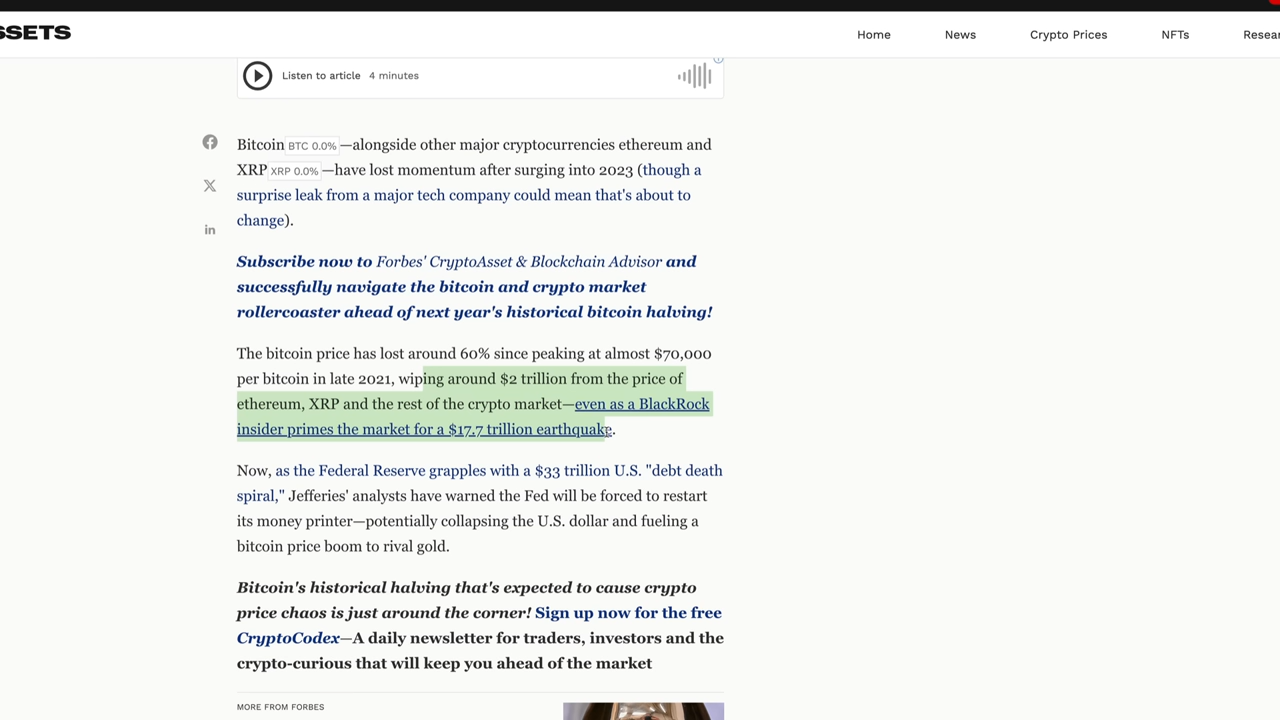 SSETS
Home News Crypto Prices NFTs Resear
Listen to article 4 minutes
Bitcoin BTC 0.0% —alongside other major cryptocurrencies ethereum and
XRP XRP 0.0% —have lost momentum after surging into 2023 (though a
surprise leak from a major tech company could mean that's about to
change).
Subscribe now to Forbes' CryptoAsset & Blockchain Advisor and
successfully navigate the bitcoin and crypto market
rollercoaster ahead of next year's historical bitcoin halving!
The bitcoin price has lost around 60% since peaking at almost $70,000
per bitcoin in late 2021, wiping around $2 trillion from the price of
ethereum, XRP and the rest of the crypto market—even as a BlackRock
insider primes the market for a $17.7 trillion earthquake.
Now, as the Federal Reserve grapples with a $33 trillion U.S. "debt death
spiral," Jefferies' analysts have warned the Fed will be forced to restart
its money printer—potentially collapsing the U.S. dollar and fueling a
bitcoin price boom to rival gold.
Bitcoin's historical halving that's expected to cause crypto
price chaos is just around the corner! Sign up now for the free
CryptoCodex—A daily newsletter for traders, investors and the
crypto-curious that will keep you ahead of the market
MORE FROM FORBES